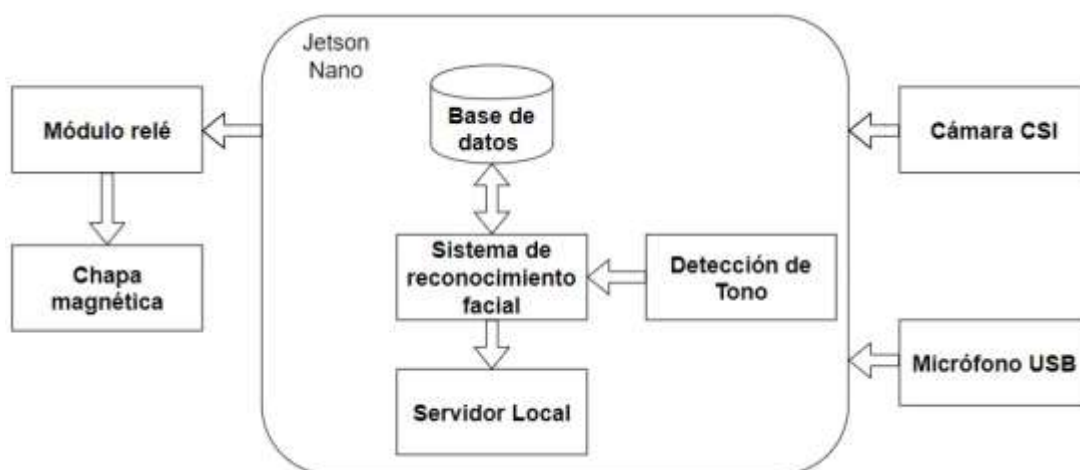 Jetson
Nano
Módulo relé
Base de
datos
Cámara CSI
Chapa
magnética
Sistema de
reconocimiento
facial
Detección de
Tono
Micrófono USB
Servidor Local